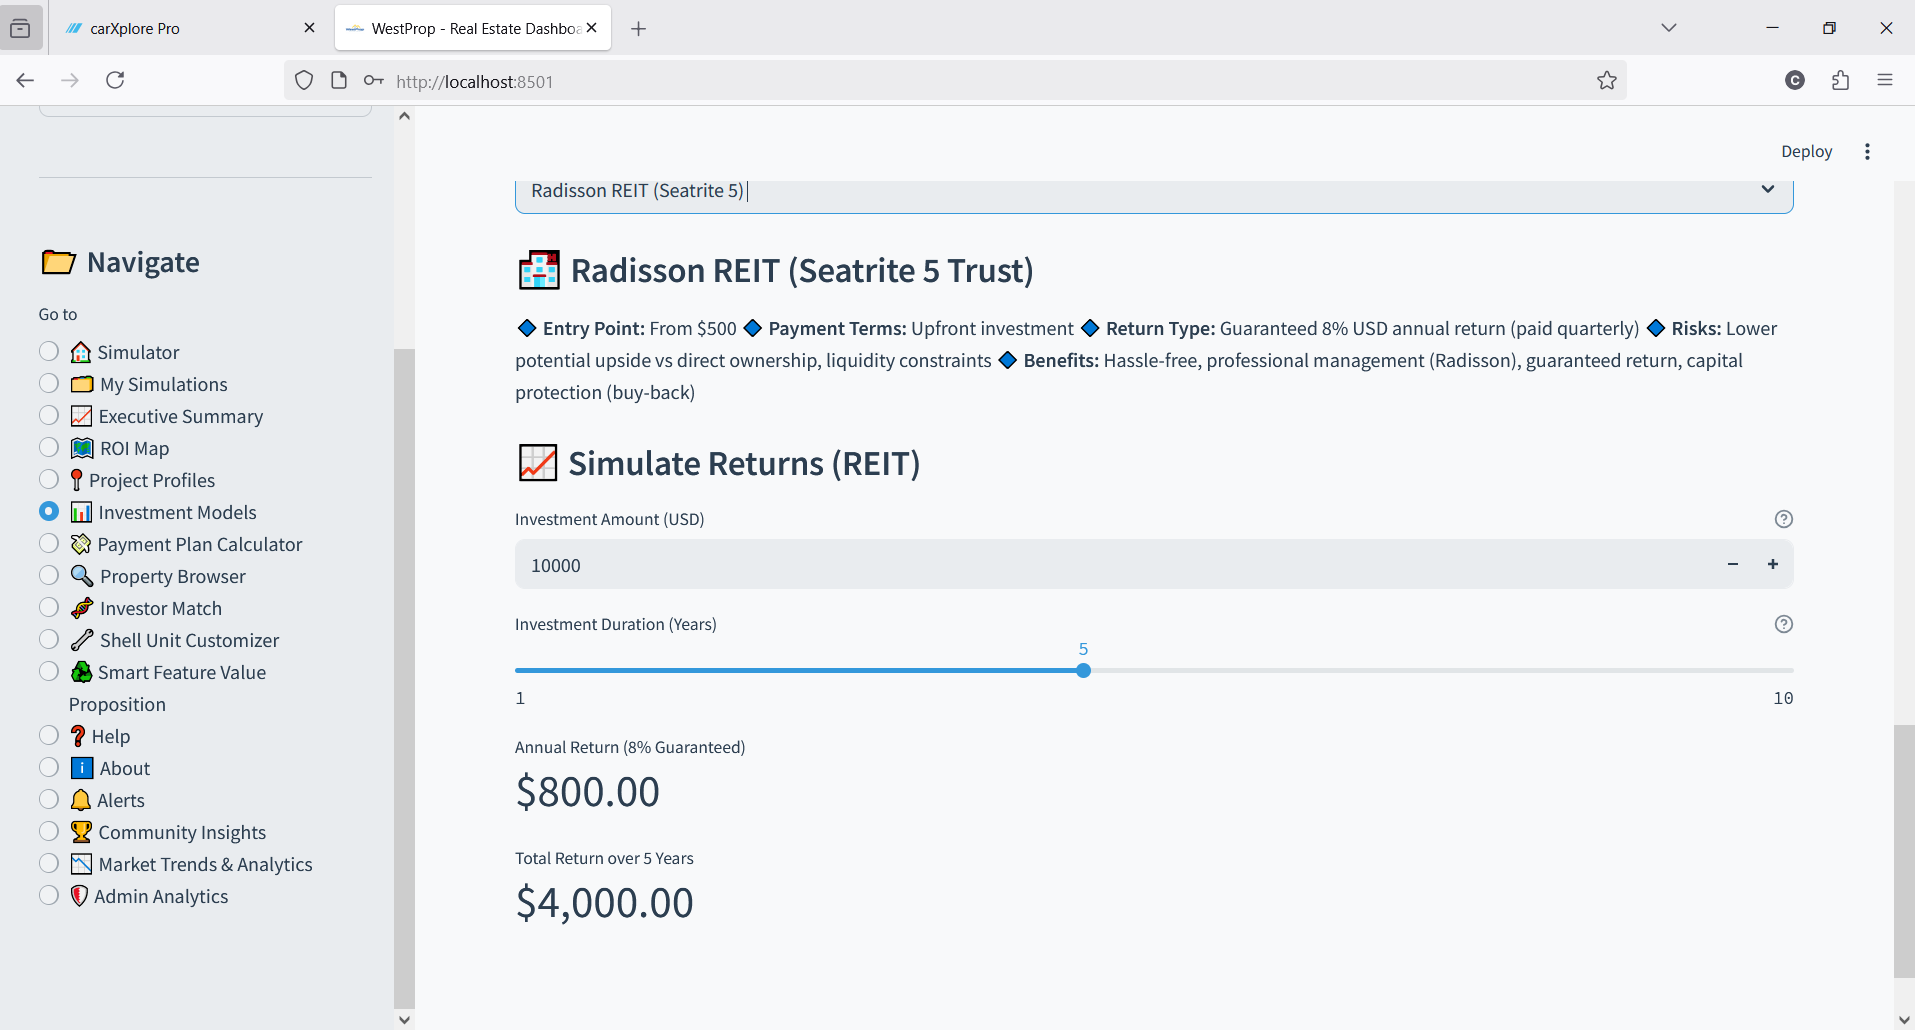 carXplore Pro
WestProp - Real Estate Dashboa
http://localhost:8501
Deploy
Navigate
Go to
Simulator
My Simulations
Executive Summary
ROI Map
Project Profiles
Investment Models
Payment Plan Calculator
Property Browser
Investor Match
Shell Unit Customizer
Smart Feature Value
Proposition
Help
About
Alerts
Community Insights
Market Trends & Analytics
Admin Analytics
Radisson REIT (Seatrite 5)
Radisson REIT (Seatrite 5 Trust)
Entry Point: From $500 Payment Terms: Upfront investment Return Type: Guaranteed 8% USD annual return (paid quarterly) Risks: Lower
potential upside vs direct ownership, liquidity constraints Benefits: Hassle-free, professional management (Radisson), guaranteed return, capital
protection (buy-back)
Simulate Returns (REIT)
Investment Amount (USD)
10000
Investment Duration (Years)
5
1 10
Annual Return (8% Guaranteed)
$800.00
Total Return over 5 Years
$4,000.00